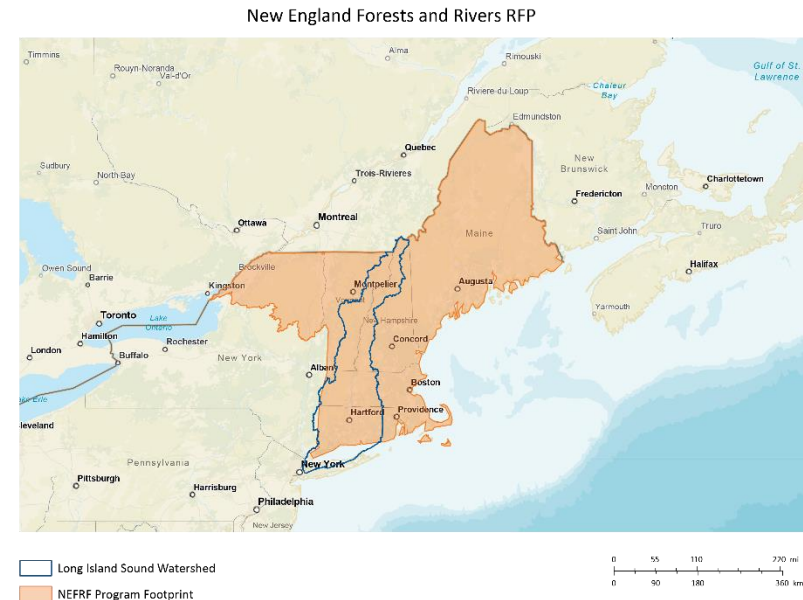 New England Forests and Rivers RFP
Timmins
Rouyn-Noranda
Val-d'Or
Alma
Rimouski
Gulf of St.
Lawrence
Chaleur
Bay
Riviere-du-Loup
Edmundston
Quebec
New
Brunswick
Sudbury
North Bay
Trois-Rivieres
Charlottetown
Moncton
Fredericton
Ottawa
Montreal
Maine
Saint John
Truro
Owen Sound
Barrie
Brockville
Kingston
Halifax
Montpelier
Augusta
Vermont
Yarmouth
Toronto
Lake
Ontario
New Hampshire
Hamilton
Rochester
Concord
London
Buffalo
New York
Albany
Boston
Lake Erie
Hartford
Providence
leveland
Pennsylvania
New York
Pittsburgh
Harrisburg
Philadelphia
New Jersey
Long Island Sound Watershed
NEFRF Program Footprint
0 55 110 220 mi
0 90 180 360 km